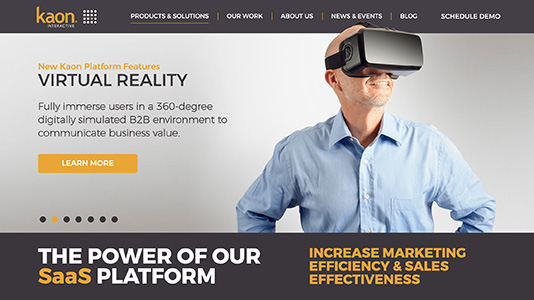 kaon.
INTERACTIVE
PRODUCTS & SOLUTIONS | OUR WORK | ABOUT US | NEWS & EVENTS | BLOG
SCHEDULE DEMO
New Kaon Platform Features
VIRTUAL REALITY
Fully immerse users in a 360-degree
digitally simulated B2B environment to
communicate business value.
LEARN MORE
THE POWER OF OUR
SaaS PLATFORM
INCREASE MARKETING
EFFICIENCY & SALES
EFFECTIVENESS